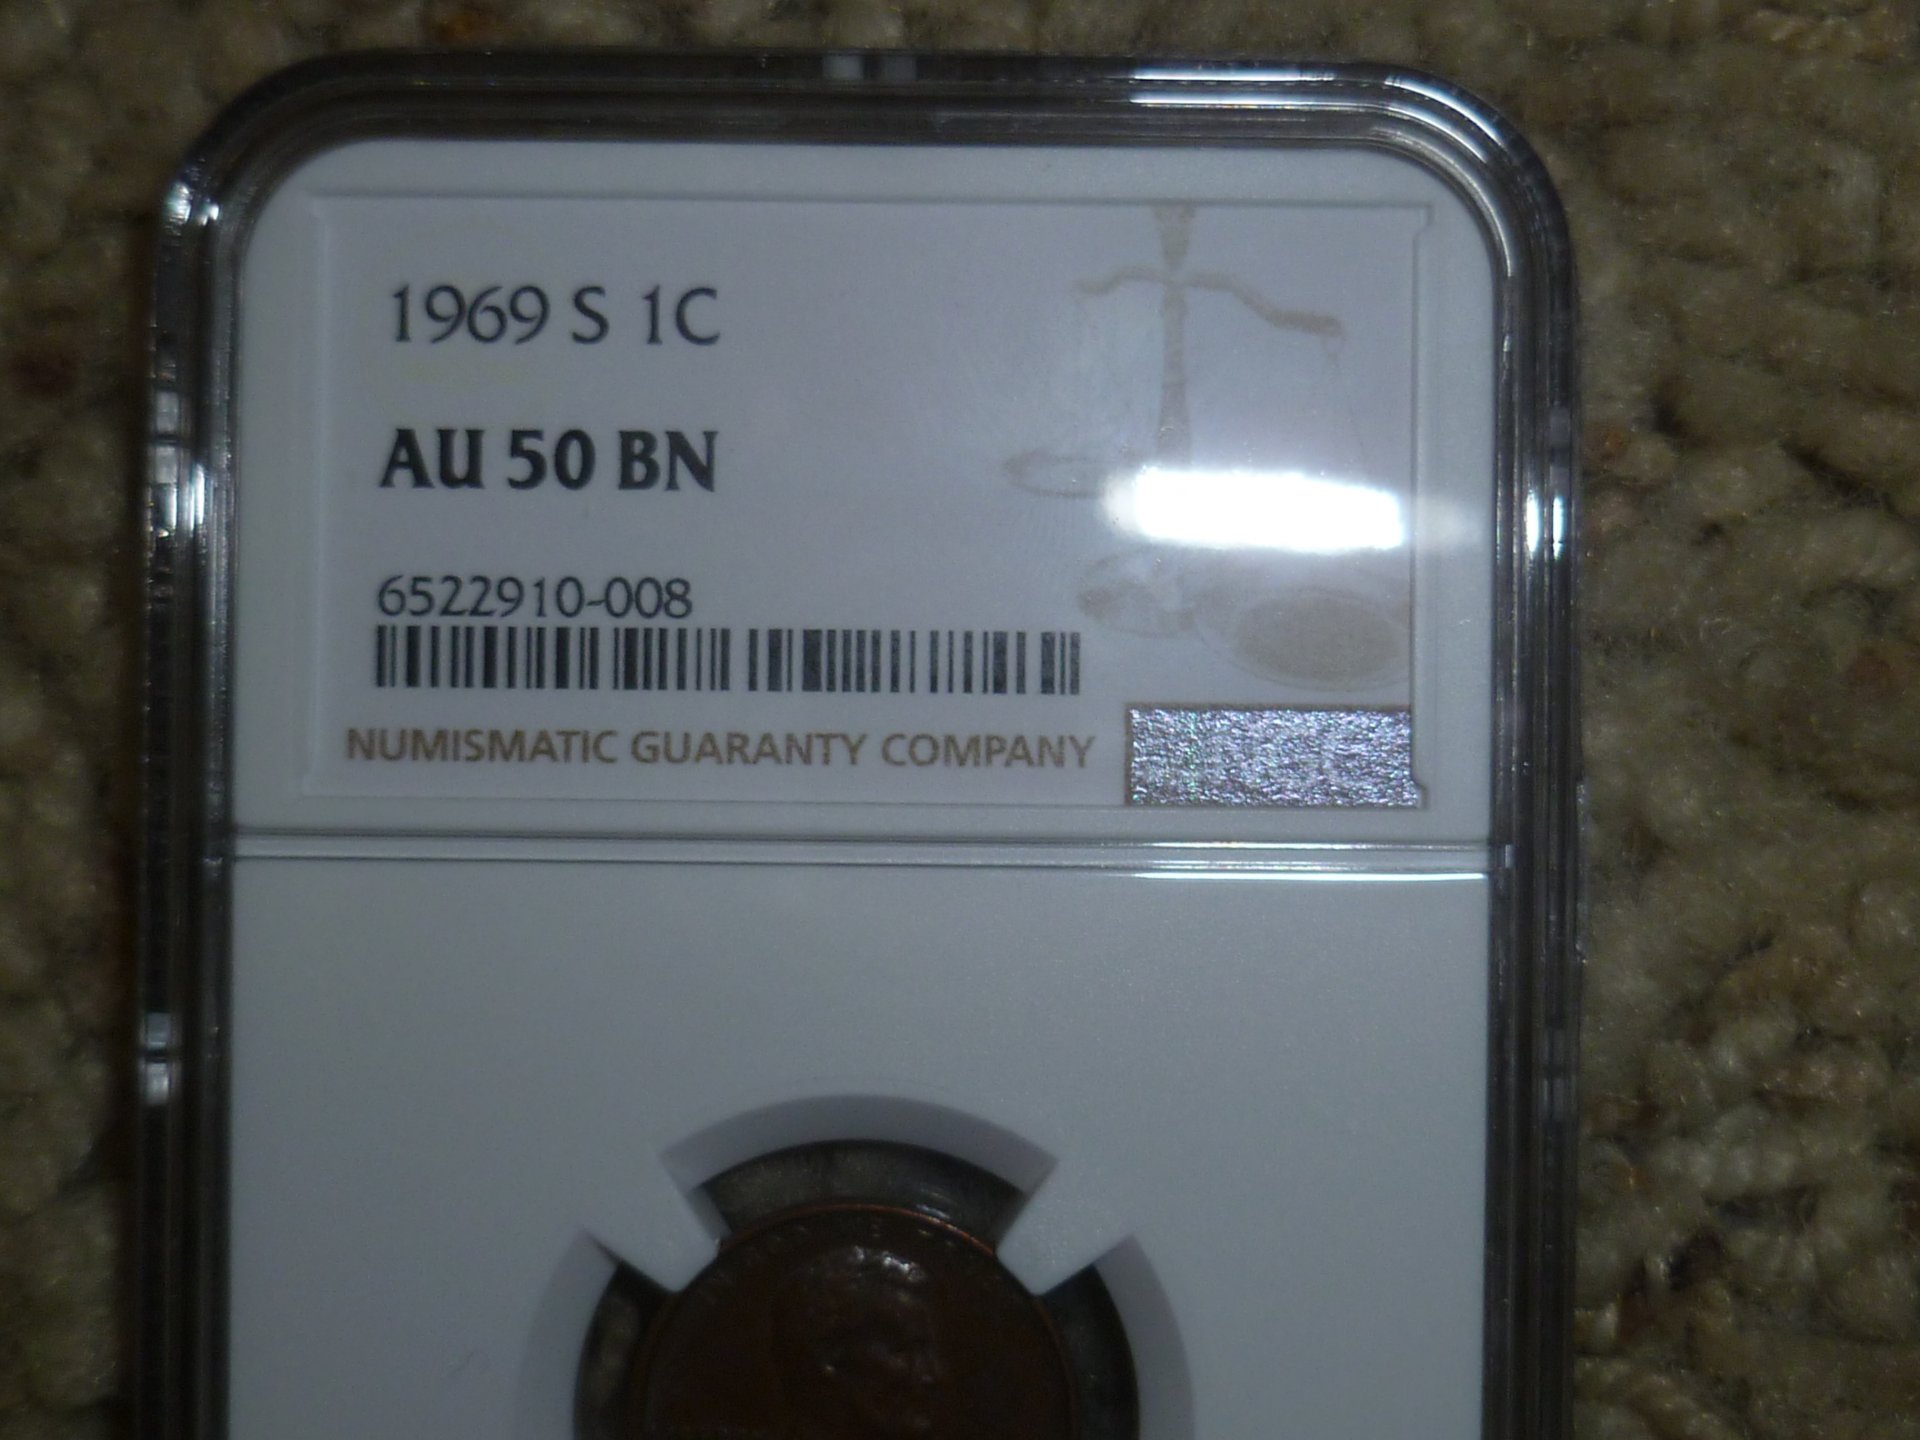 1969 S 1C
AU 50 BN
6522910-008
NUMISMATIC GUARANTY COMPANY